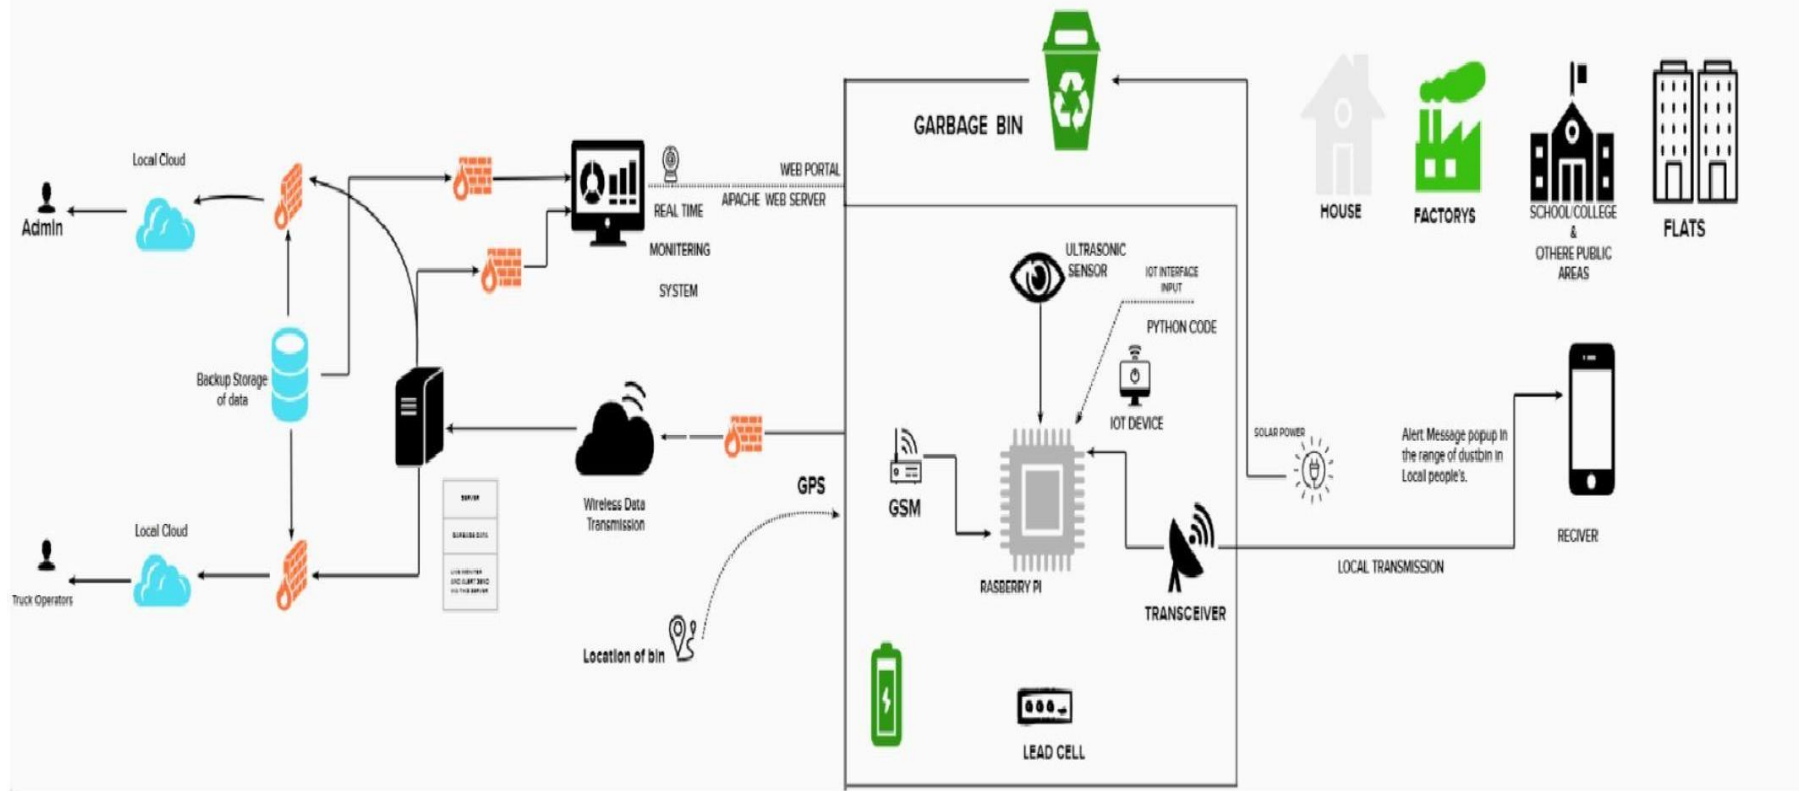 GARBAGE BIN
HOUSE
FACTORYS
SCHOOL/COLLEGE
&
OTHERE PUBLIC
AREAS
FLATS
Local Cloud
Admin
WEB PORTAL
APACHE WEB SERVER
REAL TIME
MONITERING
SYSTEM
ULTRASONIC
SENSOR
IOT INTERFACE
INPUT
PYTHON CODE
IOT DEVICE
Backup Storage
of data
SOLAR POWER
Alert Message popup in
the range of dustbin in
Local people's.
RECIVER
GPS
GSM
Wireless Data
Transmission
SERVER
GARBAGE DATA
Local Cloud
Truck Operators
RASBERRY PI
TRANSCEIVER
LOCAL TRANSMISSION
Location of bin
LEAD CELL